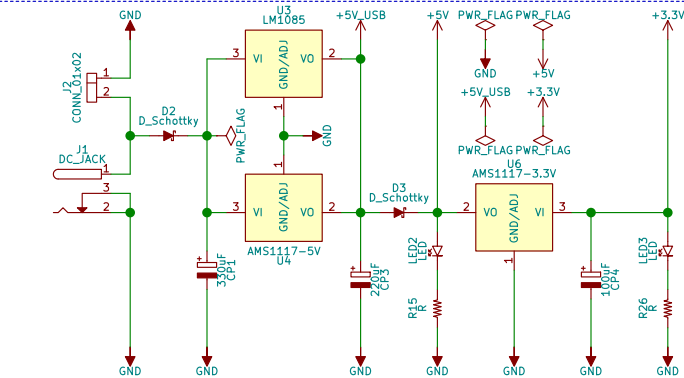 GND
U3
LM1085
+5V_USB
+5V
PWR_FLAG
PWR_FLAG
+3.3V
3
VI
GND/ADJ
VO
2
1
J2
CONN_01x02
1
2
GND
+5V
+5V_USB
+3.3V
D2
D_Schottky
PWR_FLAG
GND
PWR_FLAG
PWR_FLAG
J1
DC_JACK
1
3
2
1
3
VI
GND/ADJ
VO
2
AMS1117-5V
U4
D3
D_Schottky
U6
AMS1117-3.3V
2
VO
GND/ADJ
VI
3
1
330uF
CP1
220uF
CP3
LED2
LED
R15
R
100uF
CP4
LED3
LED
R26
R
GND
GND
GND
GND
GND
GND
GND